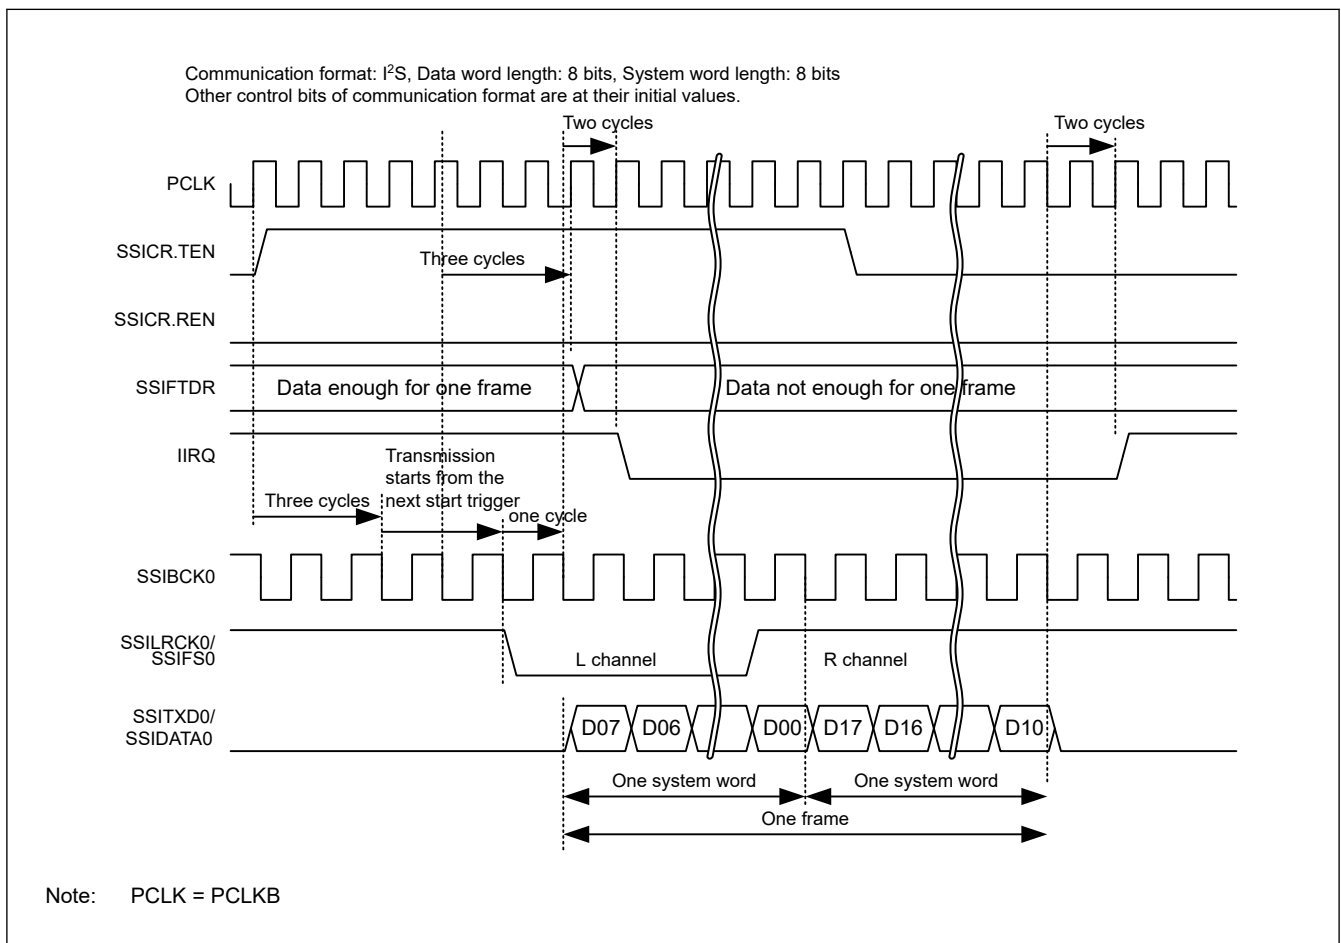 Communication format: I²S, Data word length: 8 bits, System word length: 8 bits
Other control bits of communication format are at their initial values.
Two cycles
Two cycles
PCLK
SSICR.TEN
Three cycles
SSICR.REN
SSIFTDR
Data enough for one frame
Data not enough for one frame
IIRQ
Transmission
starts from the
next start trigger
Three cycles
one cycle
SSIBCK0
SSILRCK0/
SSIFS0
L channel
R channel
SSITXD0/
SSIDATA0
D07
D06
D00
D17
D16
D10
One system word
One system word
One frame
Note: PCLK = PCLKB